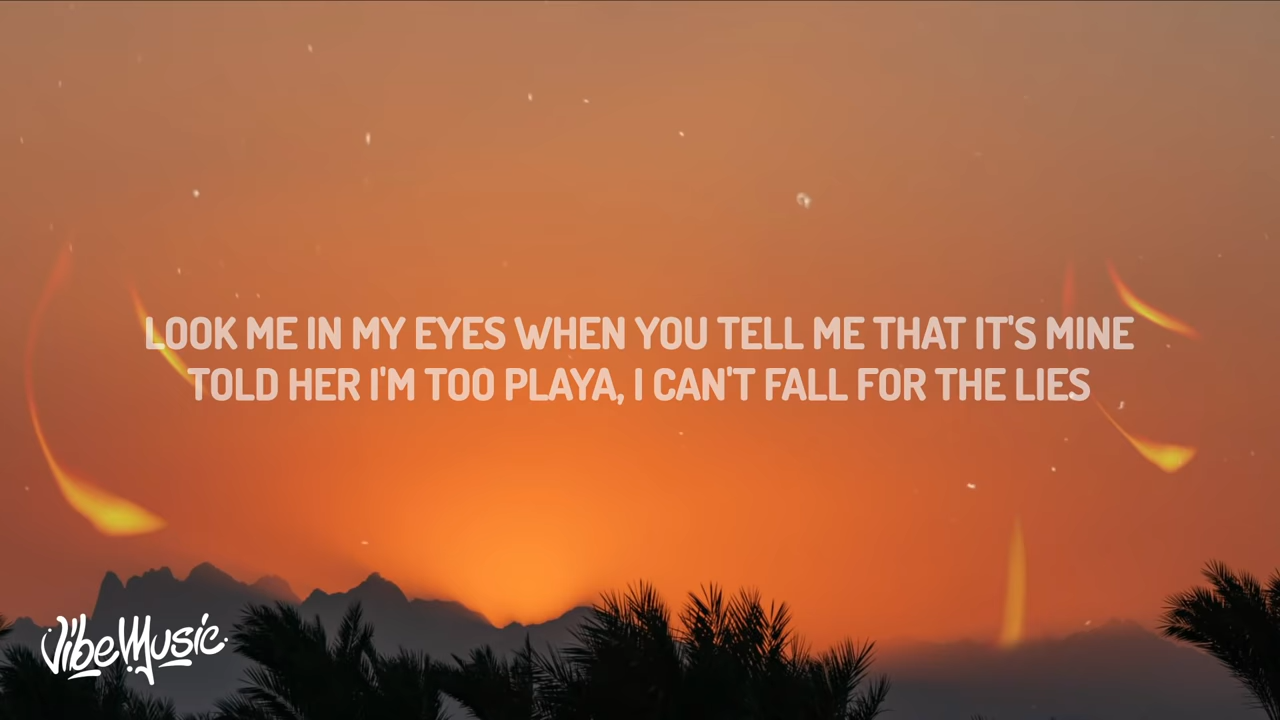 LOOK ME IN MY EYES WHEN YOU TELL ME THAT IT'S MINE
TOLD HER I'M TOO PLAYA, I CAN'T FALL FOR THE LIES
VibeMusic